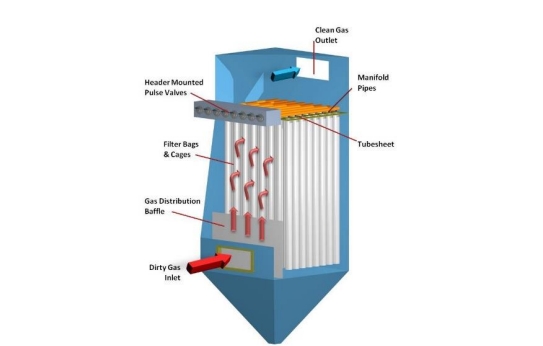 Clean Gas
Outlet
Header Mounted
Pulse Valves
Manifold
Pipes
Filter Bags
& Cages
Tubesheet
Gas Distribution
Baffle
Dirty Gas
Inlet